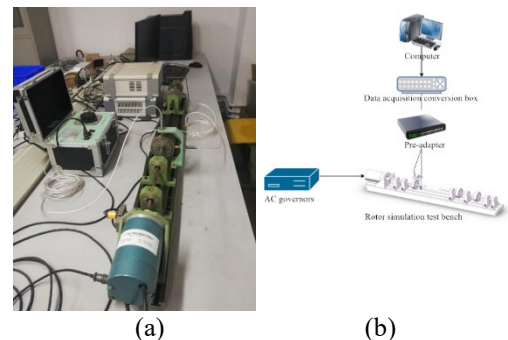 Computer
Data acquisition conversion box
Pre-adapter
AC governors
Rotor simulation test bench
(a)
(b)